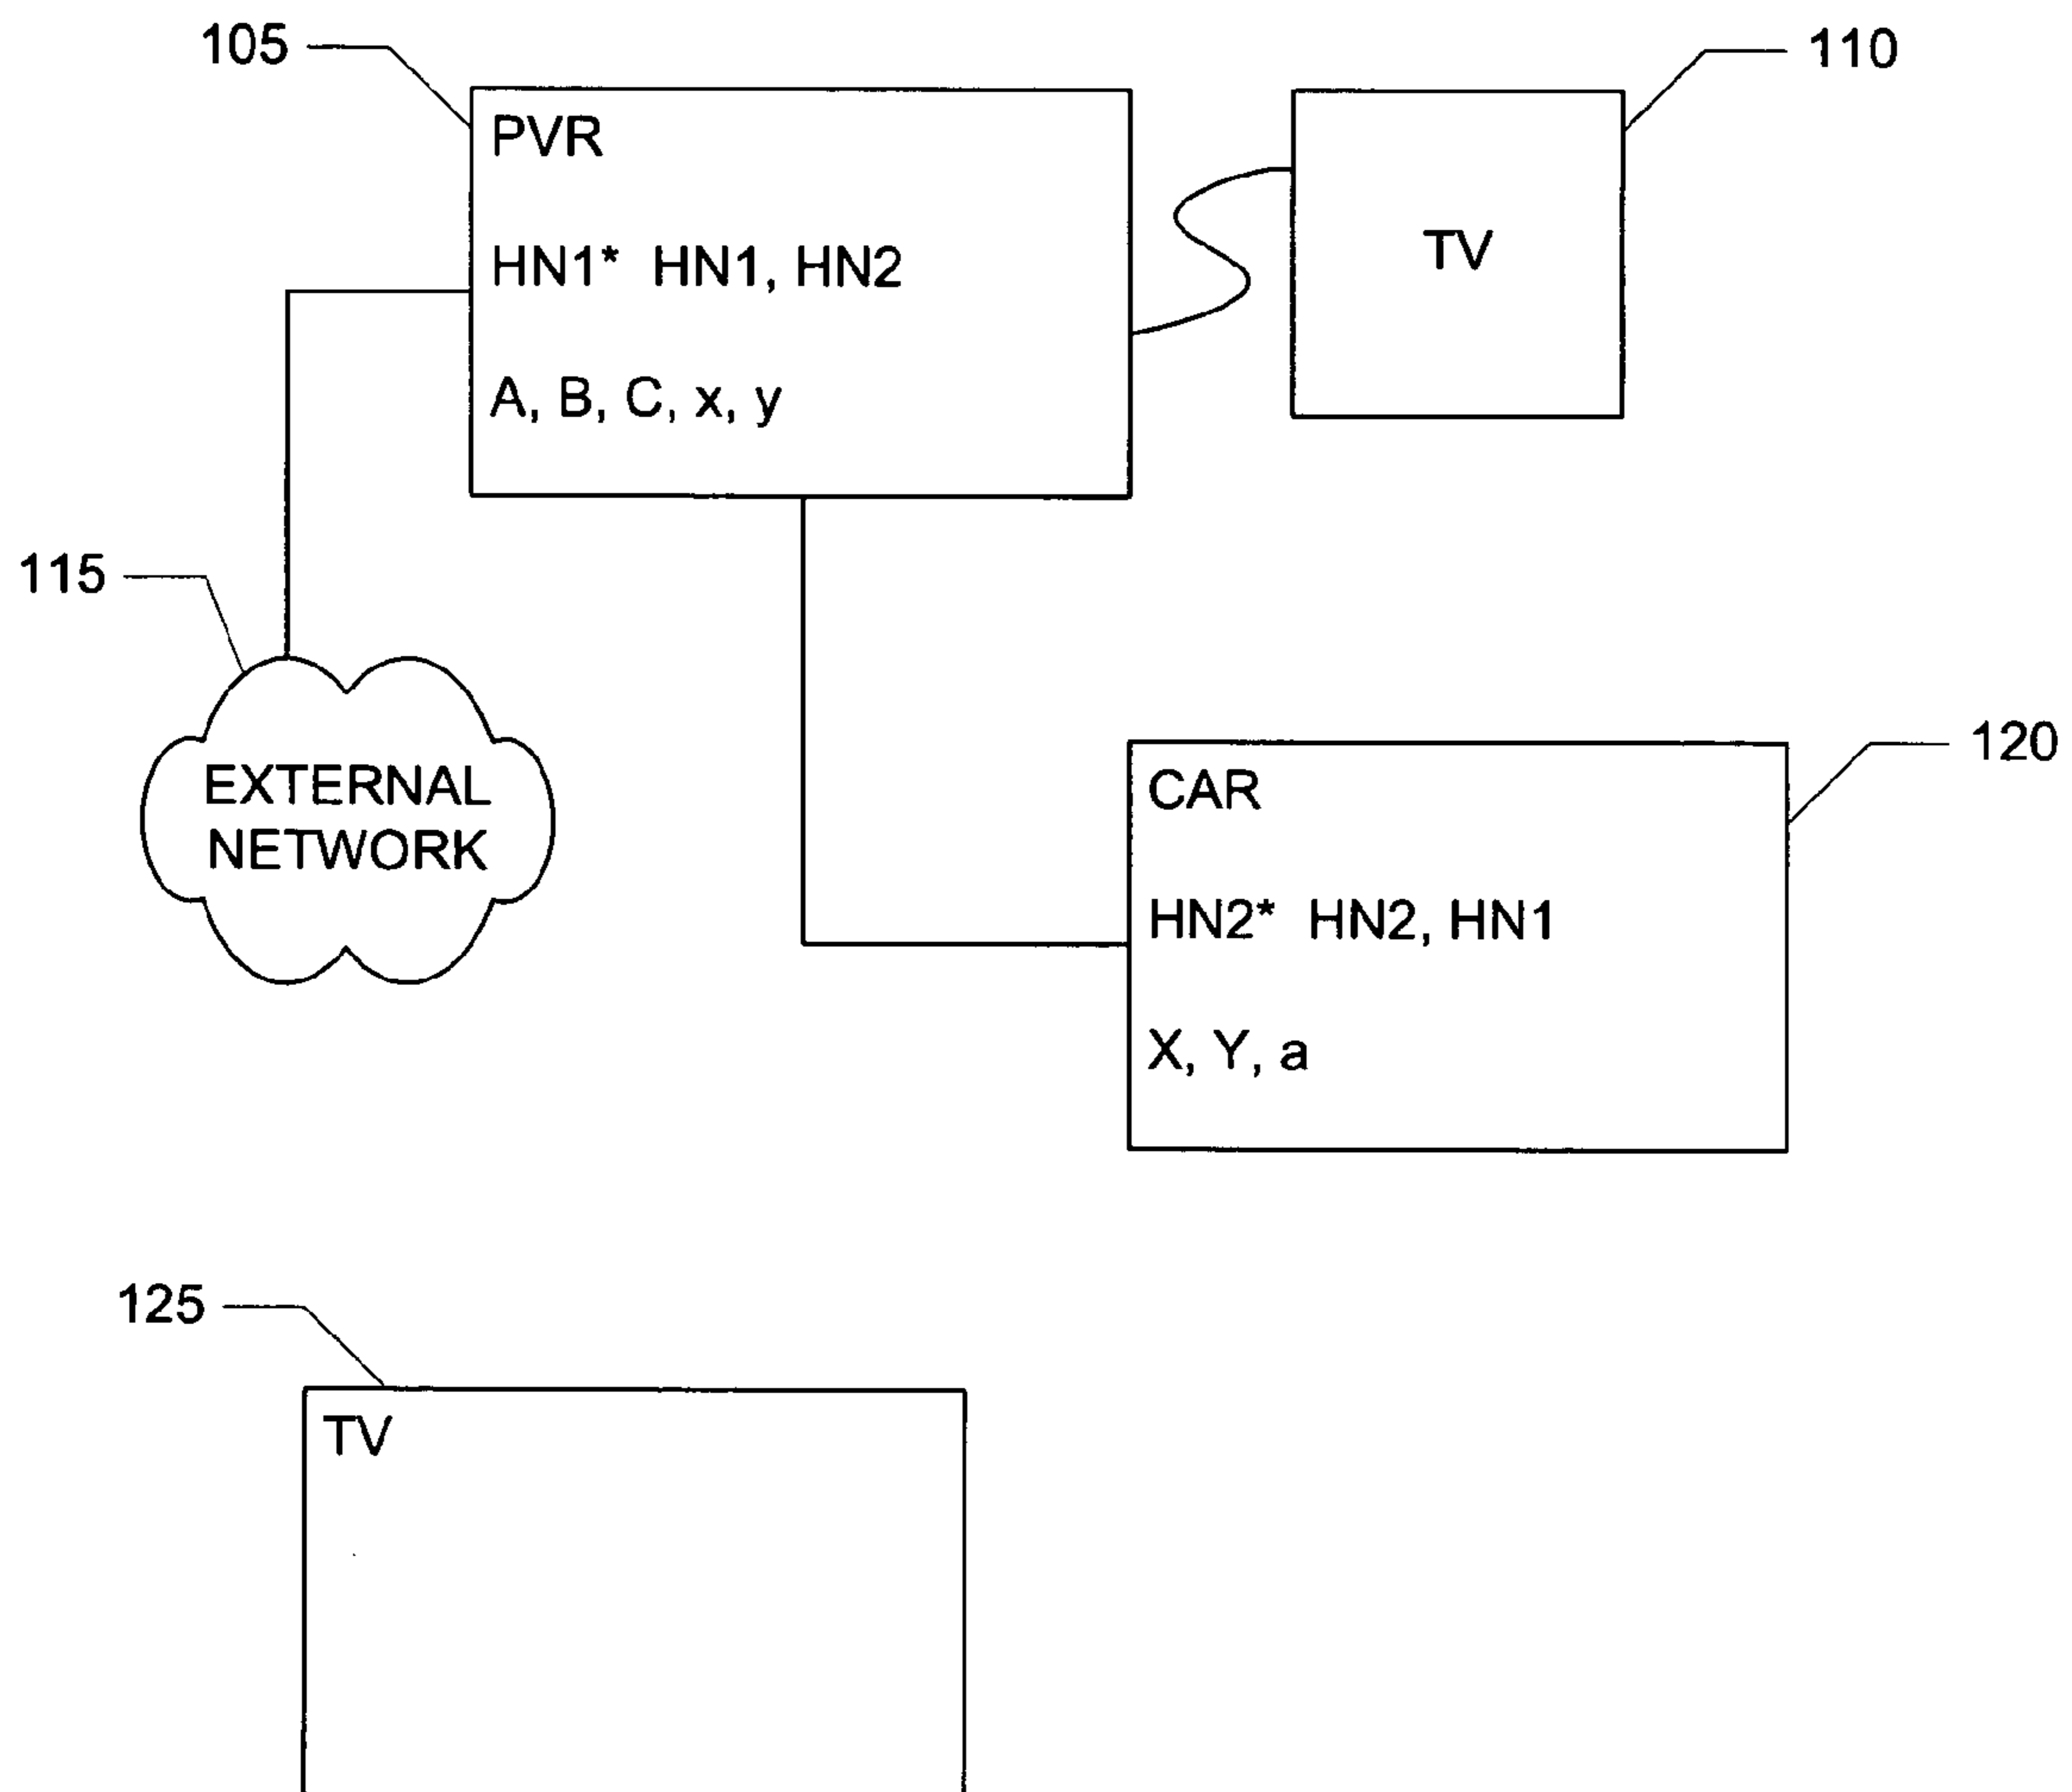 105
110
PVR
HN1* HN1, HN2
TV
A, B, C, x, y
115
EXTERNAL
NETWORK
120
CAR
HN2* HN2, HN1
X, Y, a
125
TV